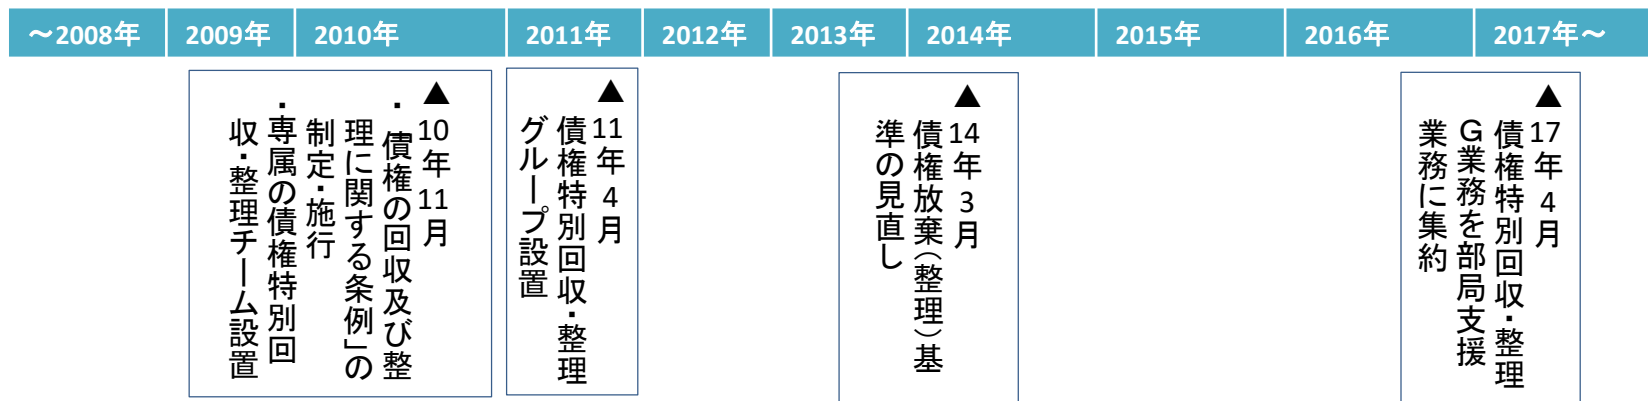 ～2008年
2009年
2010年
2011年
2012年
2013年
2014年
2015年
2016年
2017年～
▲10年11月
・「債権の回収及び整
理に関する条例」の
制定・施行
・専属の債権特別回
収・整理チーム設置
▲11年4月
債権特別回収・整理
グループ設置
▲14年3月
債権放棄（整理）基
準の見直し
▲17年4月
債権特別回収・整理
Ｇ業務を部局支援
業務に集約